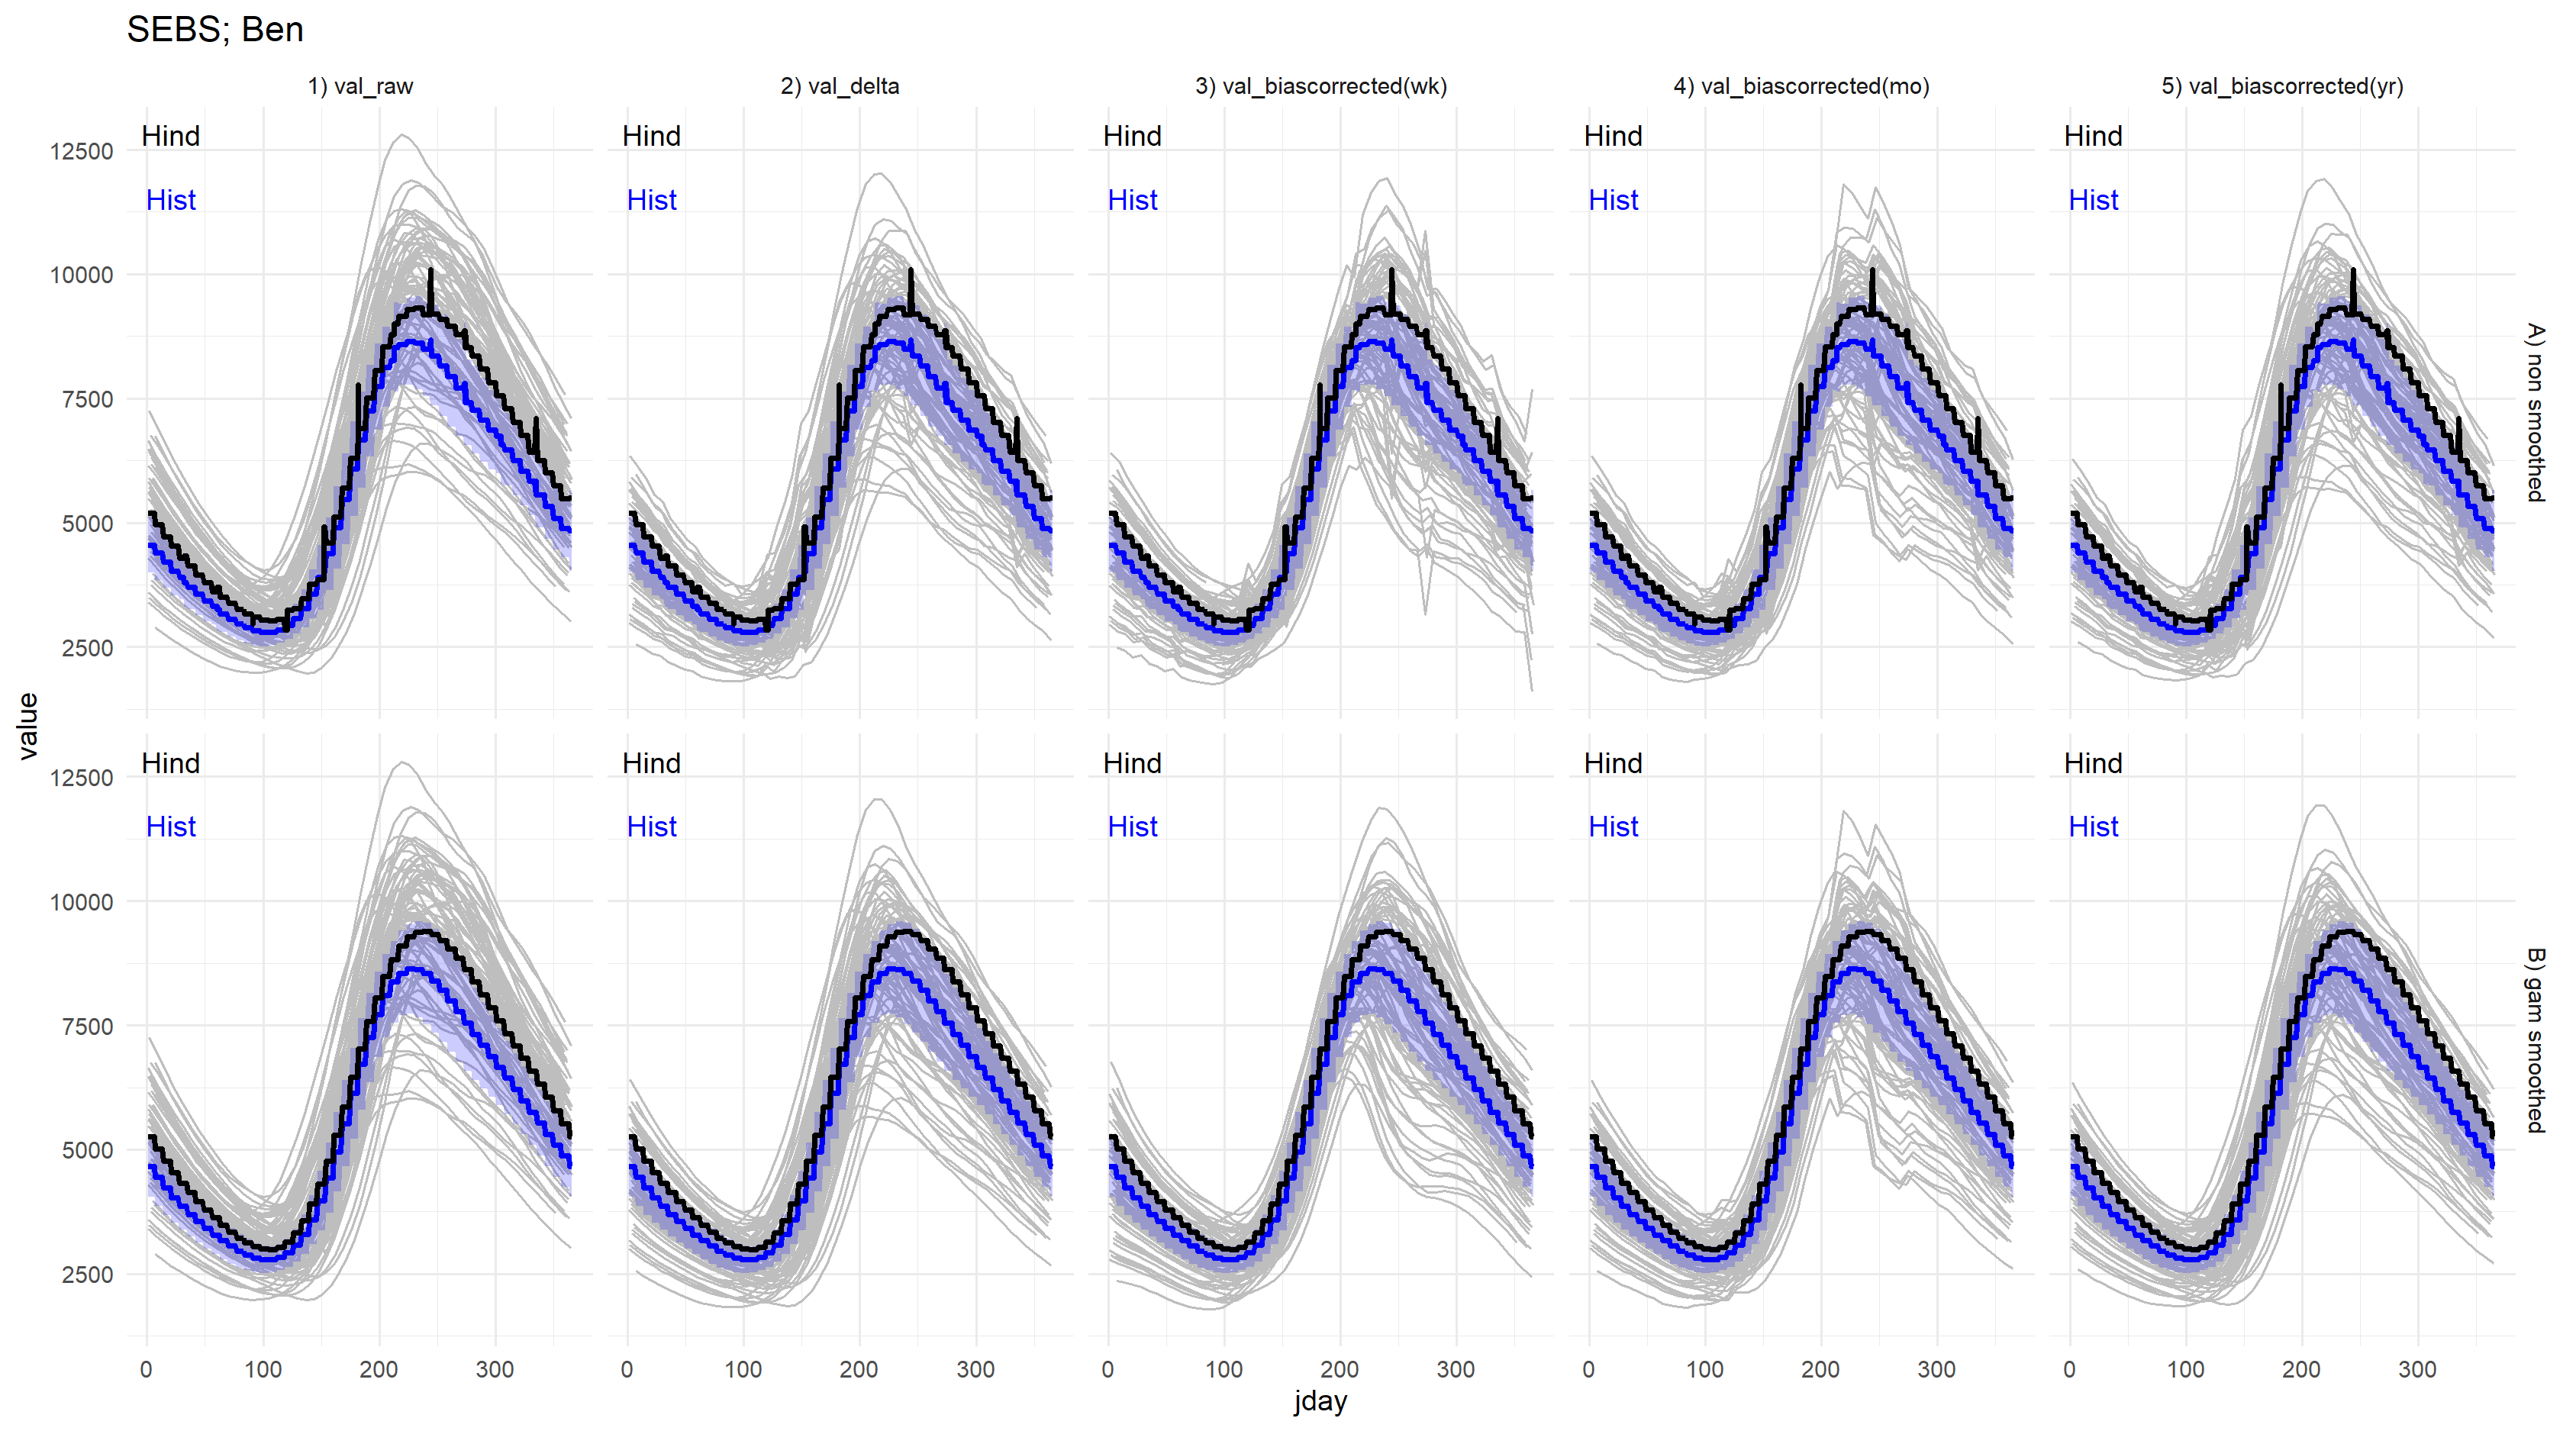 SEBS; Ben
1) val_raw
2) val_delta
3) val_biascorrected(wk)
4) val_biascorrected(mo)
5) val_biascorrected(yr)
Hind
Hist
Hind
Hist
Hind
Hist
Hind
Hist
Hind
Hist
12500
10000
7500
5000
2500
A) non smoothed
value
Hind
Hist
Hind
Hist
Hind
Hist
Hind
Hist
Hind
Hist
12500
10000
7500
5000
2500
B) gam smoothed
0 100 200 300
0 100 200 300
0 100 200 300
0 100 200 300
0 100 200 300
jday